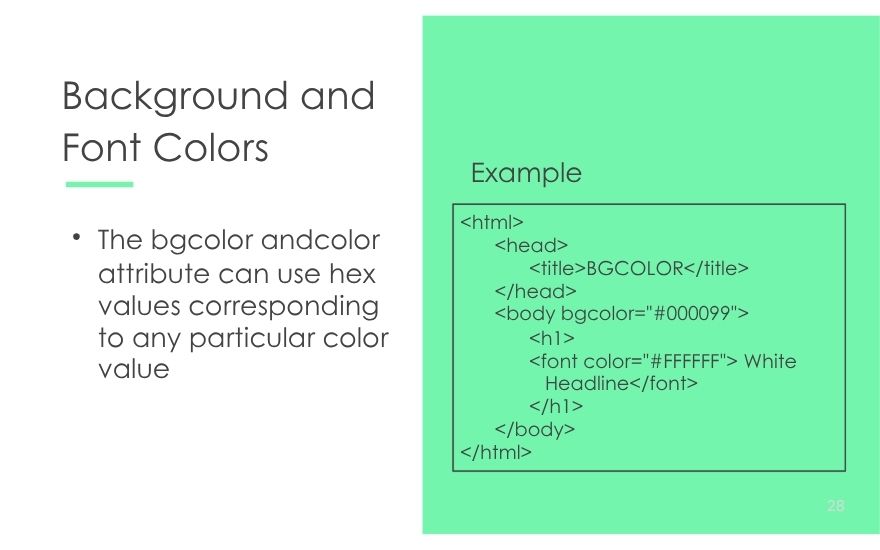 Background and
Font Colors
• The bgcolor andcolor
attribute can use hex
values corresponding
to any particular color
value
Example
<html>
<head>
<title>BGCOLOR</title>
</head>
<body bgcolor="#000099">
<h1>
<font color="#FFFFFF"> White
Headline</font>
</h1>
</body>
</html>
28